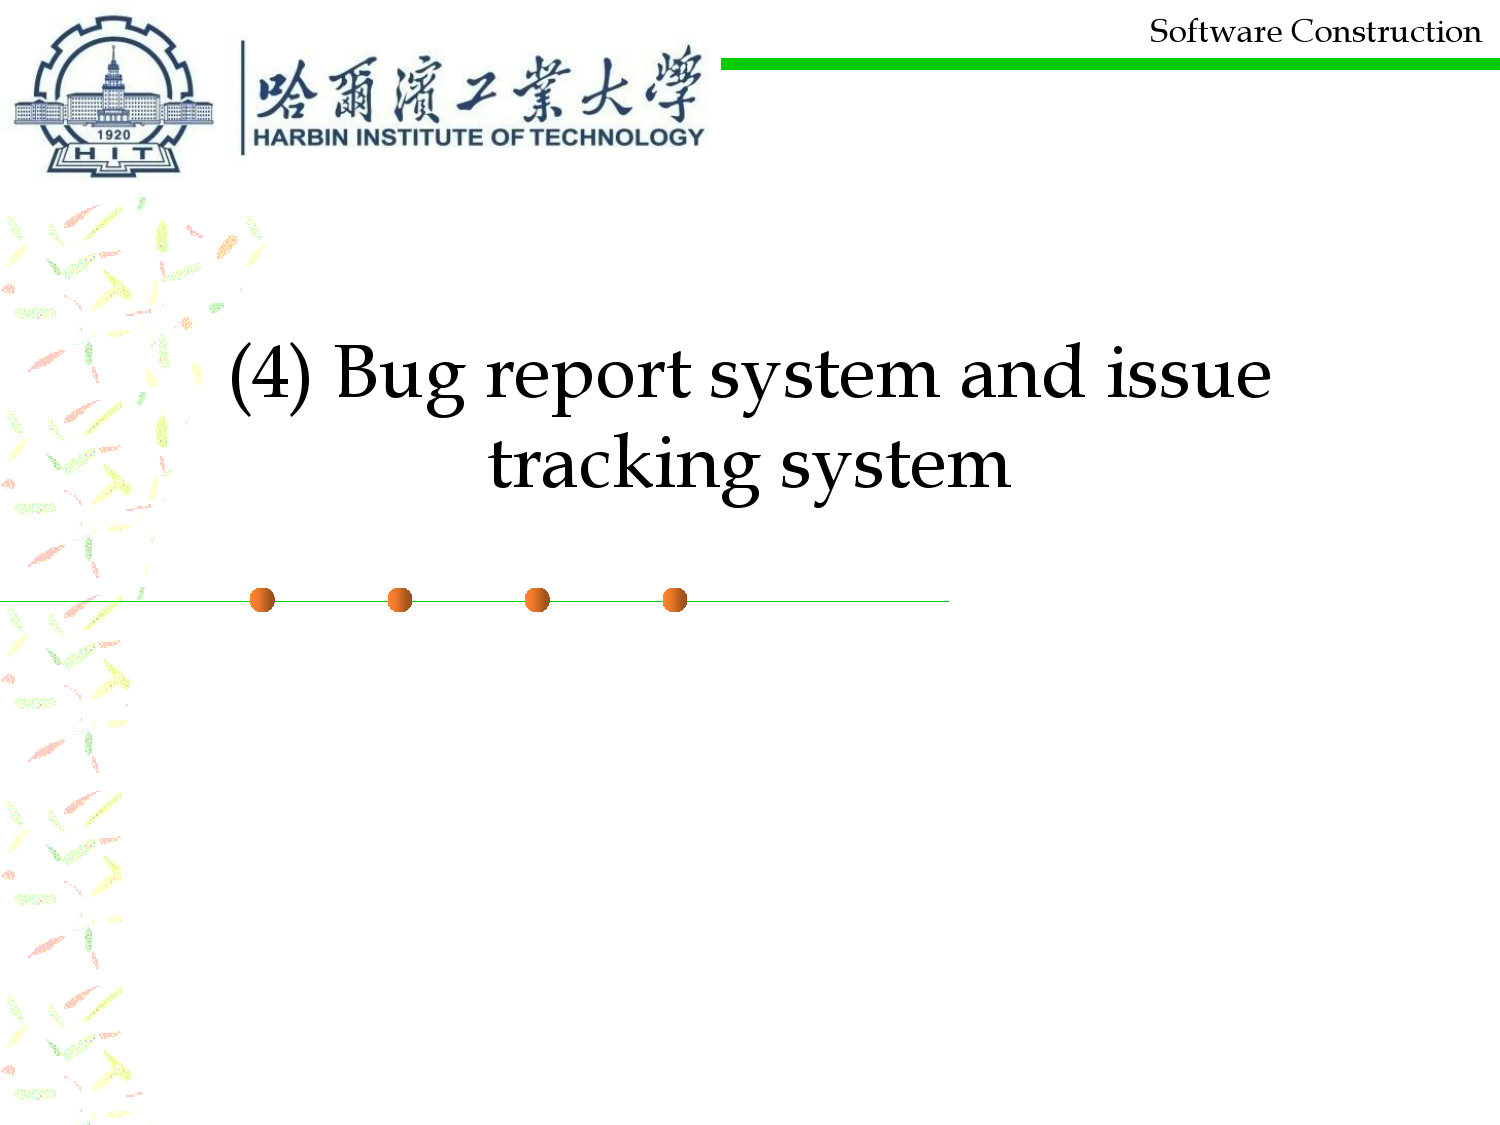 Software Construction
哈爾濱工業大學
HARBIN INSTITUTE OF TECHNOLOGY
1920
HIT
(4) Bug report system and issue
tracking system